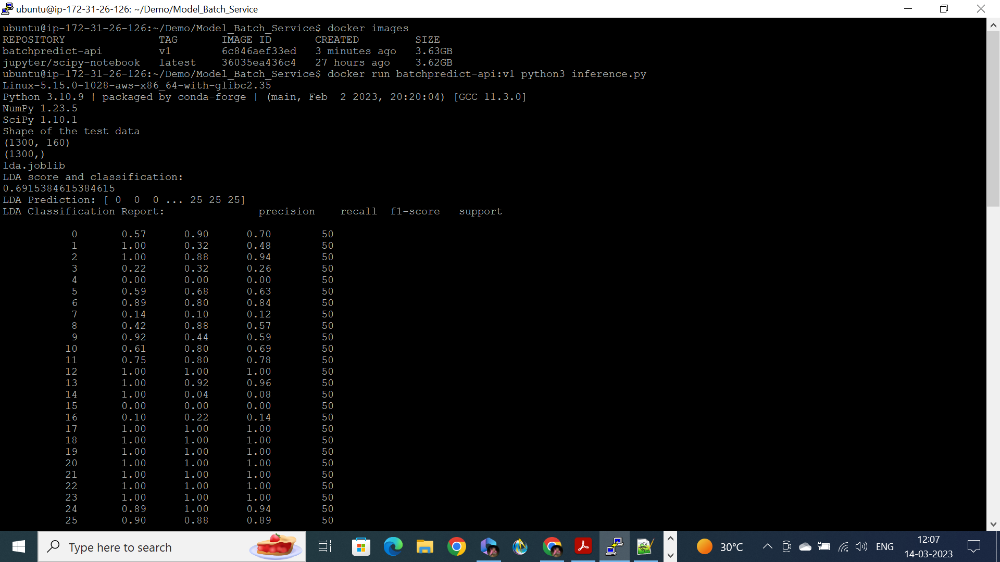 ubuntu@ip-172-31-26-126: ~/Demo/Model_Batch_Service
ubuntu@ip-172-31-26-126:~/Demo/Model_Batch_Service$ docker images
REPOSITORY TAG IMAGE ID CREATED SIZE
batchpredict-api v1 6c846aef33ed 3 minutes ago 3.63GB
jupyter/scipy-notebook latest 36035ea436c4 27 hours ago 3.62GB
ubuntu@ip-172-31-26-126:~/Demo/Model_Batch_Service$ docker run batchpredict-api:v1 python3 inference.py
Linux-5.15.0-1028-aws-x86_64-with-glibc2.35
Python 3.10.9 | packaged by conda-forge | (main, Feb  2 2023, 20:20:04) [GCC 11.3.0]
NumPy 1.23.5
SciPy 1.10.1
Shape of the test data
(1300, 160)
(1300,)
lda.joblib
LDA score and classification:
0.6915384615384615
LDA Prediction: [ 0  0  0 ... 25 25 25]
LDA Classification Report: precision recall f1-score support
0 0.57 0.90 0.70 50
1 1.00 0.32 0.48 50
2 1.00 0.88 0.94 50
3 0.22 0.32 0.26 50
4 0.00 0.00 0.00 50
5 0.59 0.68 0.63 50
6 0.89 0.80 0.84 50
7 0.14 0.10 0.12 50
8 0.42 0.88 0.57 50
9 0.92 0.44 0.59 50
10 0.61 0.80 0.69 50
11 0.75 0.80 0.78 50
12 1.00 1.00 1.00 50
13 1.00 0.92 0.96 50
14 1.00 0.04 0.08 50
15 0.00 0.00 0.00 50
16 0.10 0.22 0.14 50
17 1.00 1.00 1.00 50
18 1.00 1.00 1.00 50
19 1.00 1.00 1.00 50
20 1.00 1.00 1.00 50
21 1.00 1.00 1.00 50
22 1.00 1.00 1.00 50
23 1.00 1.00 1.00 50
24 0.89 1.00 0.94 50
25 0.90 0.88 0.89 50
Type here to search
30°C
ENG
12:07
14-03-2023